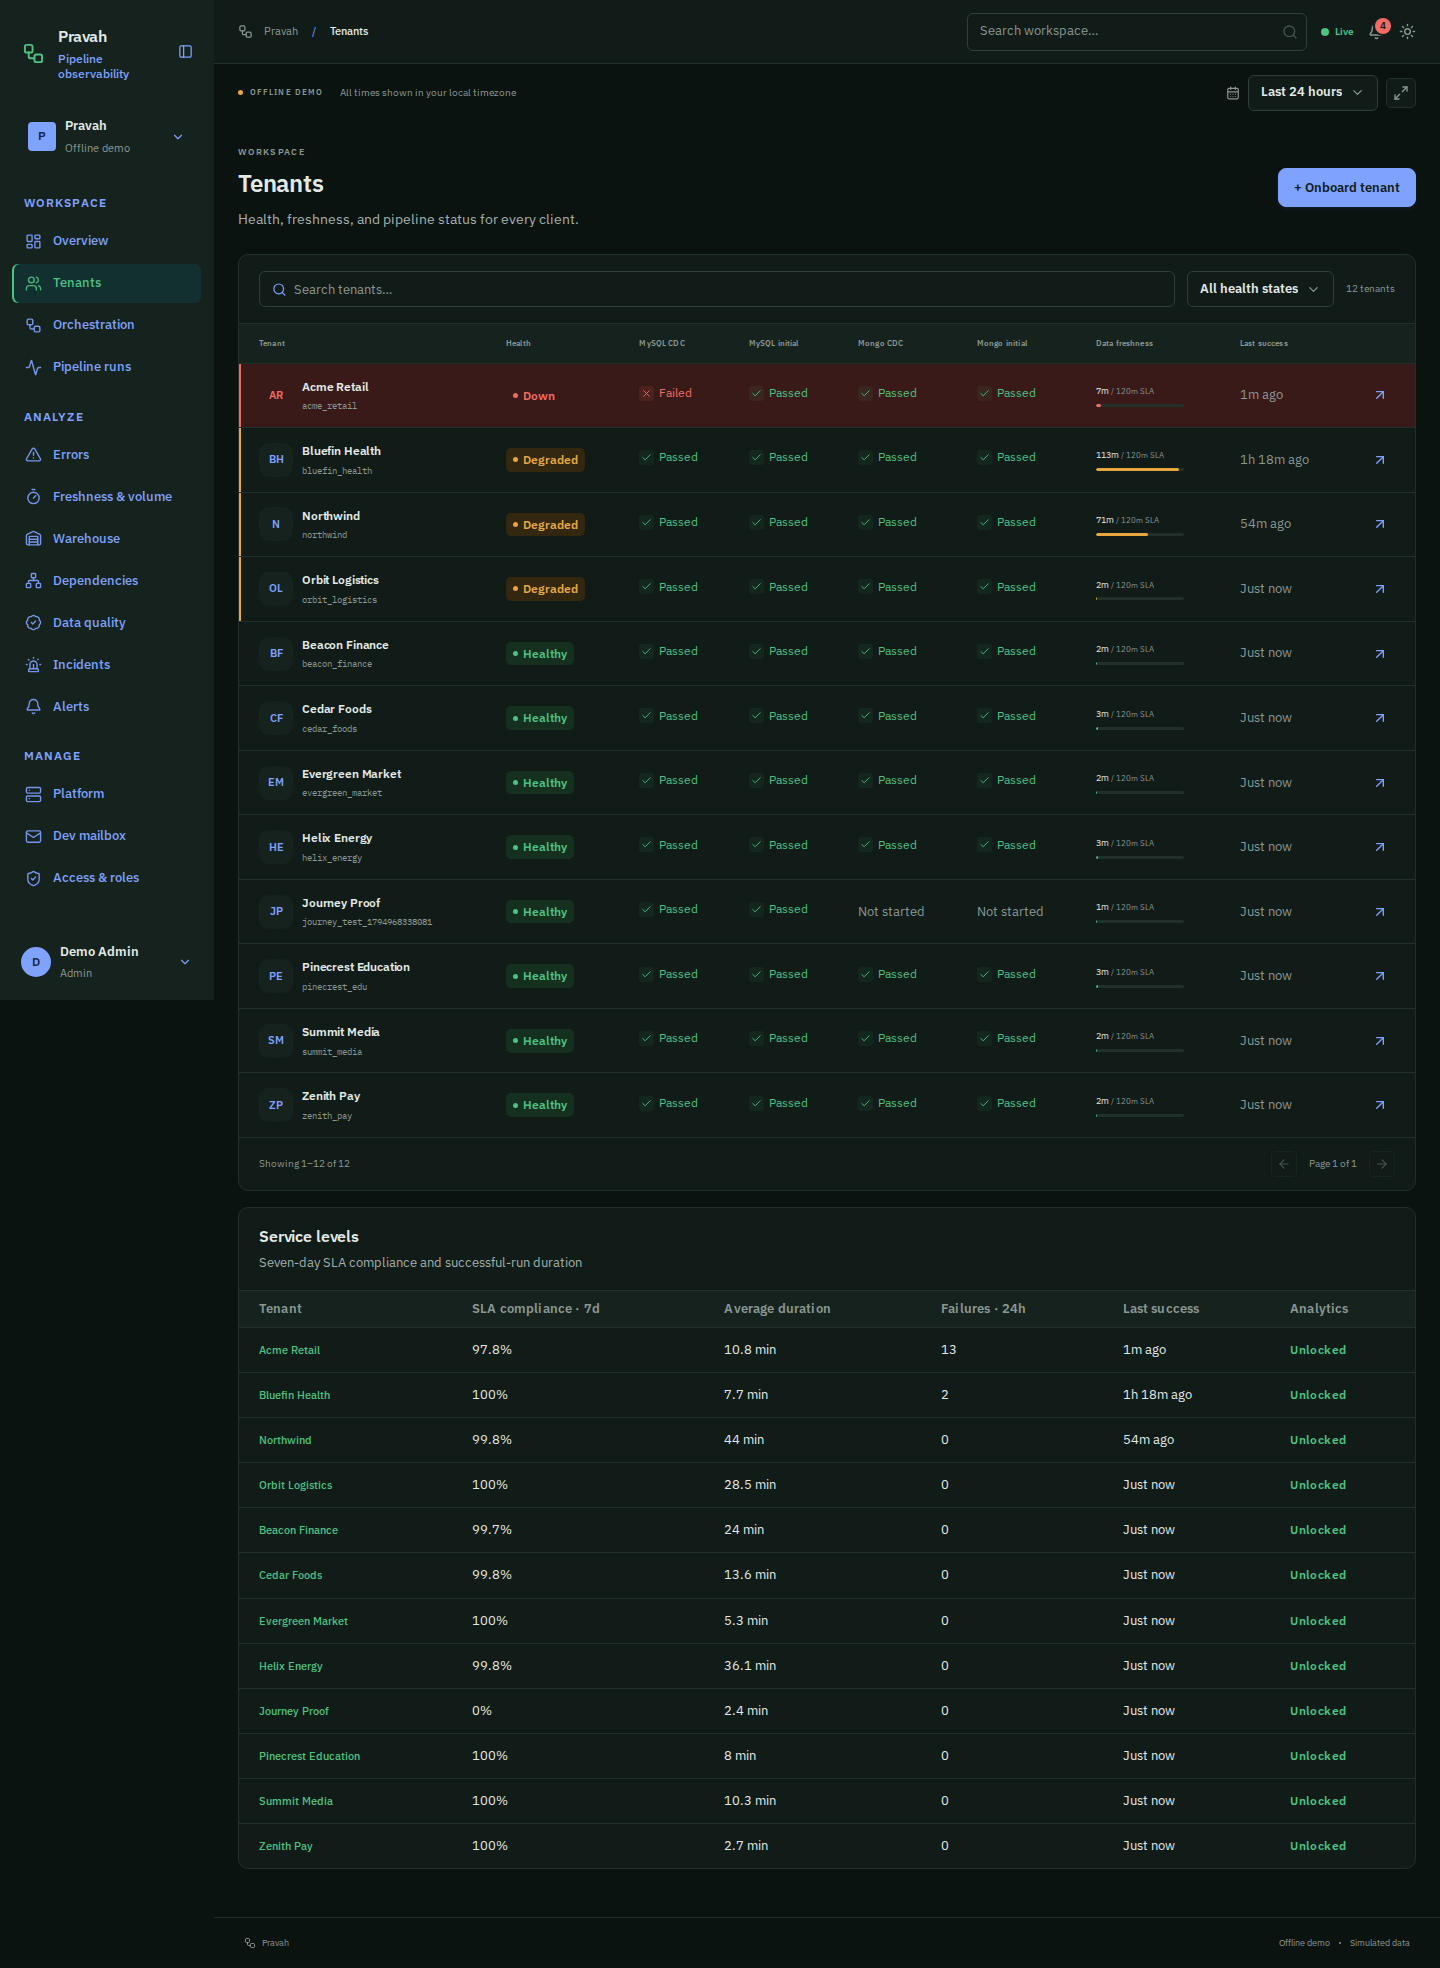 Pravah
Pipeline
observability
P
Pravah
Offline demo
WORKSPACE
Overview
Tenants
Orchestration
Pipeline runs
ANALYZE
Errors
Freshness & volume
Warehouse
Dependencies
Data quality
Incidents
Alerts
MANAGE
Platform
Dev mailbox
Access & roles
D
Demo Admin
Admin
Pravah / Tenants
Search workspace...
Live
4
OFFLINE DEMO All times shown in your local timezone
Last 24 hours
WORKSPACE
Tenants
Health, freshness, and pipeline status for every client.
+ Onboard tenant
Search tenants...
All health states
12 tenants
Tenant Health MySQL CDC MySQL initial Mongo CDC Mongo initial Data freshness Last success
AR Acme Retail acme_retail Down Failed Passed Passed Passed 7m / 120m SLA 1m ago
BH Bluefin Health bluefin_health Degraded Passed Passed Passed Passed 113m / 120m SLA 1h 18m ago
N Northwind northwind Degraded Passed Passed Passed Passed 71m / 120m SLA 54m ago
OL Orbit Logistics orbit_logistics Degraded Passed Passed Passed Passed 2m / 120m SLA Just now
BF Beacon Finance beacon_finance Healthy Passed Passed Passed Passed 2m / 120m SLA Just now
CF Cedar Foods cedar_foods Healthy Passed Passed Passed Passed 3m / 120m SLA Just now
EM Evergreen Market evergreen_market Healthy Passed Passed Passed Passed 2m / 120m SLA Just now
HE Helix Energy helix_energy Healthy Passed Passed Passed Passed 3m / 120m SLA Just now
JP Journey Proof journey_test_1794968338081 Healthy Passed Passed Not started Not started 1m / 120m SLA Just now
PE Pinecrest Education pinecrest_edu Healthy Passed Passed Passed Passed 3m / 120m SLA Just now
SM Summit Media summit_media Healthy Passed Passed Passed Passed 2m / 120m SLA Just now
ZP Zenith Pay zenith_pay Healthy Passed Passed Passed Passed 2m / 120m SLA Just now
Showing 1–12 of 12
Page 1 of 1
Service levels
Seven-day SLA compliance and successful-run duration
Tenant SLA compliance · 7d Average duration Failures · 24h Last success Analytics
Acme Retail 97.8% 10.8 min 13 1m ago Unlocked
Bluefin Health 100% 7.7 min 2 1h 18m ago Unlocked
Northwind 99.8% 44 min 0 54m ago Unlocked
Orbit Logistics 100% 28.5 min 0 Just now Unlocked
Beacon Finance 99.7% 24 min 0 Just now Unlocked
Cedar Foods 99.8% 13.6 min 0 Just now Unlocked
Evergreen Market 100% 5.3 min 0 Just now Unlocked
Helix Energy 99.8% 36.1 min 0 Just now Unlocked
Journey Proof 0% 2.4 min 0 Just now Unlocked
Pinecrest Education 100% 8 min 0 Just now Unlocked
Summit Media 100% 10.3 min 0 Just now Unlocked
Zenith Pay 100% 2.7 min 0 Just now Unlocked
Pravah
Offline demo • Simulated data